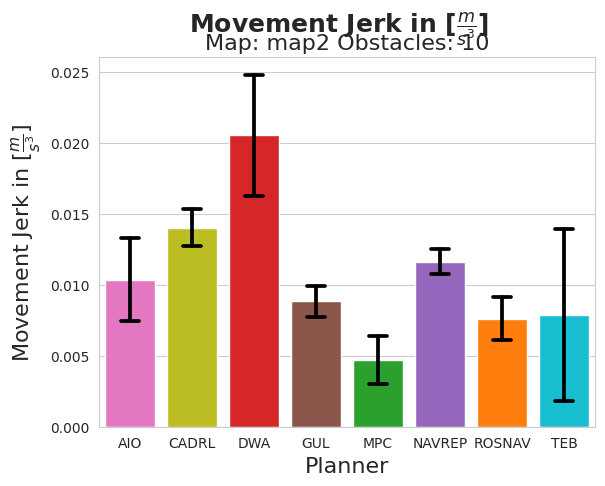 Movement Jerk in [m/s³]
Map: map2 Obstacles: 10
Movement Jerk in [m/s³]
0.025
0.020
0.015
0.010
0.005
0.000
AIO CADRL DWA GUL MPC NAVREP ROSNAV TEB
Planner